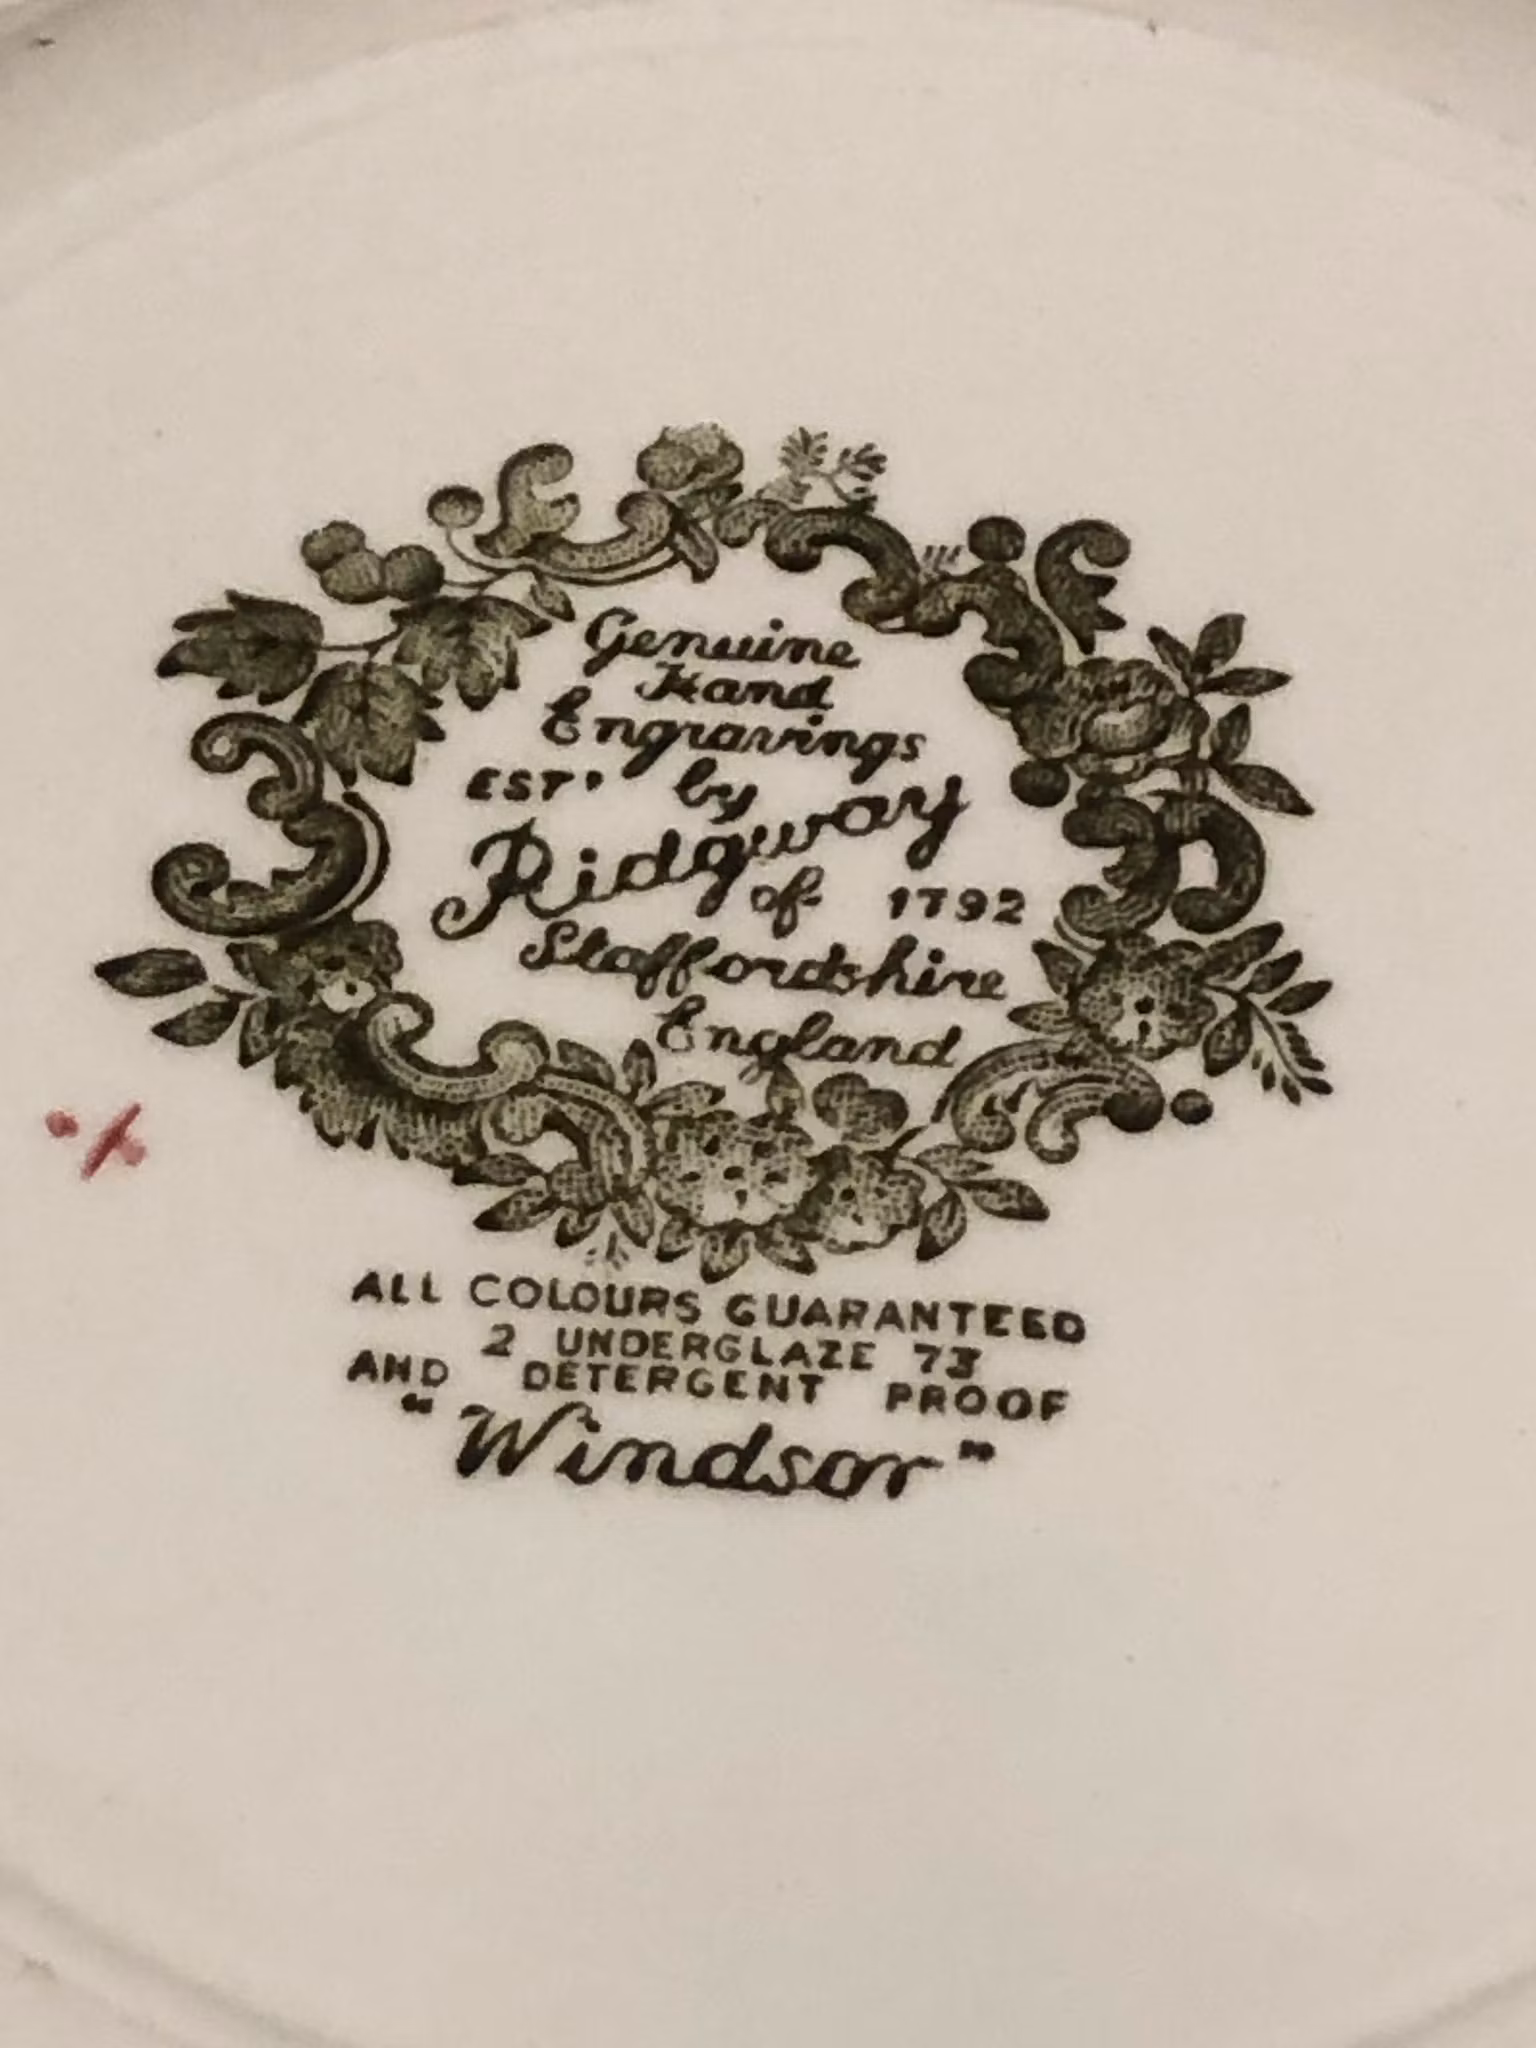 Genuine
Hand
Engravings
EST' by
Ridgway
of 1792
Staffordshire
England
ALL COLOURS GUARANTEED
2 UNDERGLAZE 73
AND DETERGENT PROOF
"Windsor"